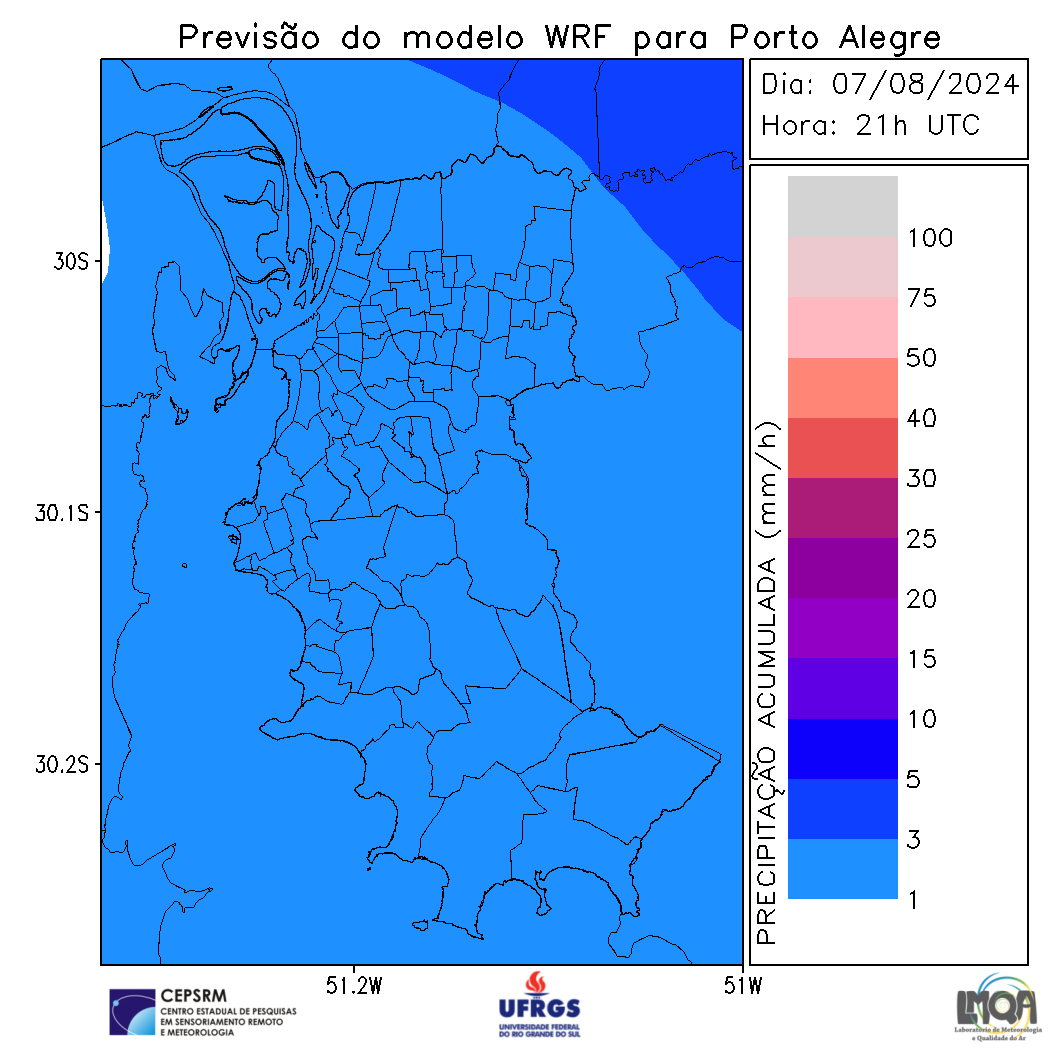 Previsão do modelo WRF para Porto Alegre
Dia: 07/08/2024
Hora: 21h UTC
30S
30.1S
30.2S
51.2W
51W
PRECIPITAÇÃO ACUMULADA (mm/h)
100
75
50
40
30
25
20
15
10
5
3
1
CEPSRM
CENTRO ESTADUAL DE PESQUISAS
EM SENSORIAMENTO REMOTO
E METEOROLOGIA
UFRGS
UNIVERSIDADE FEDERAL
DO RIO GRANDE DO SUL
LMQA
Laboratório de Meteorologia
e Qualidade do Ar